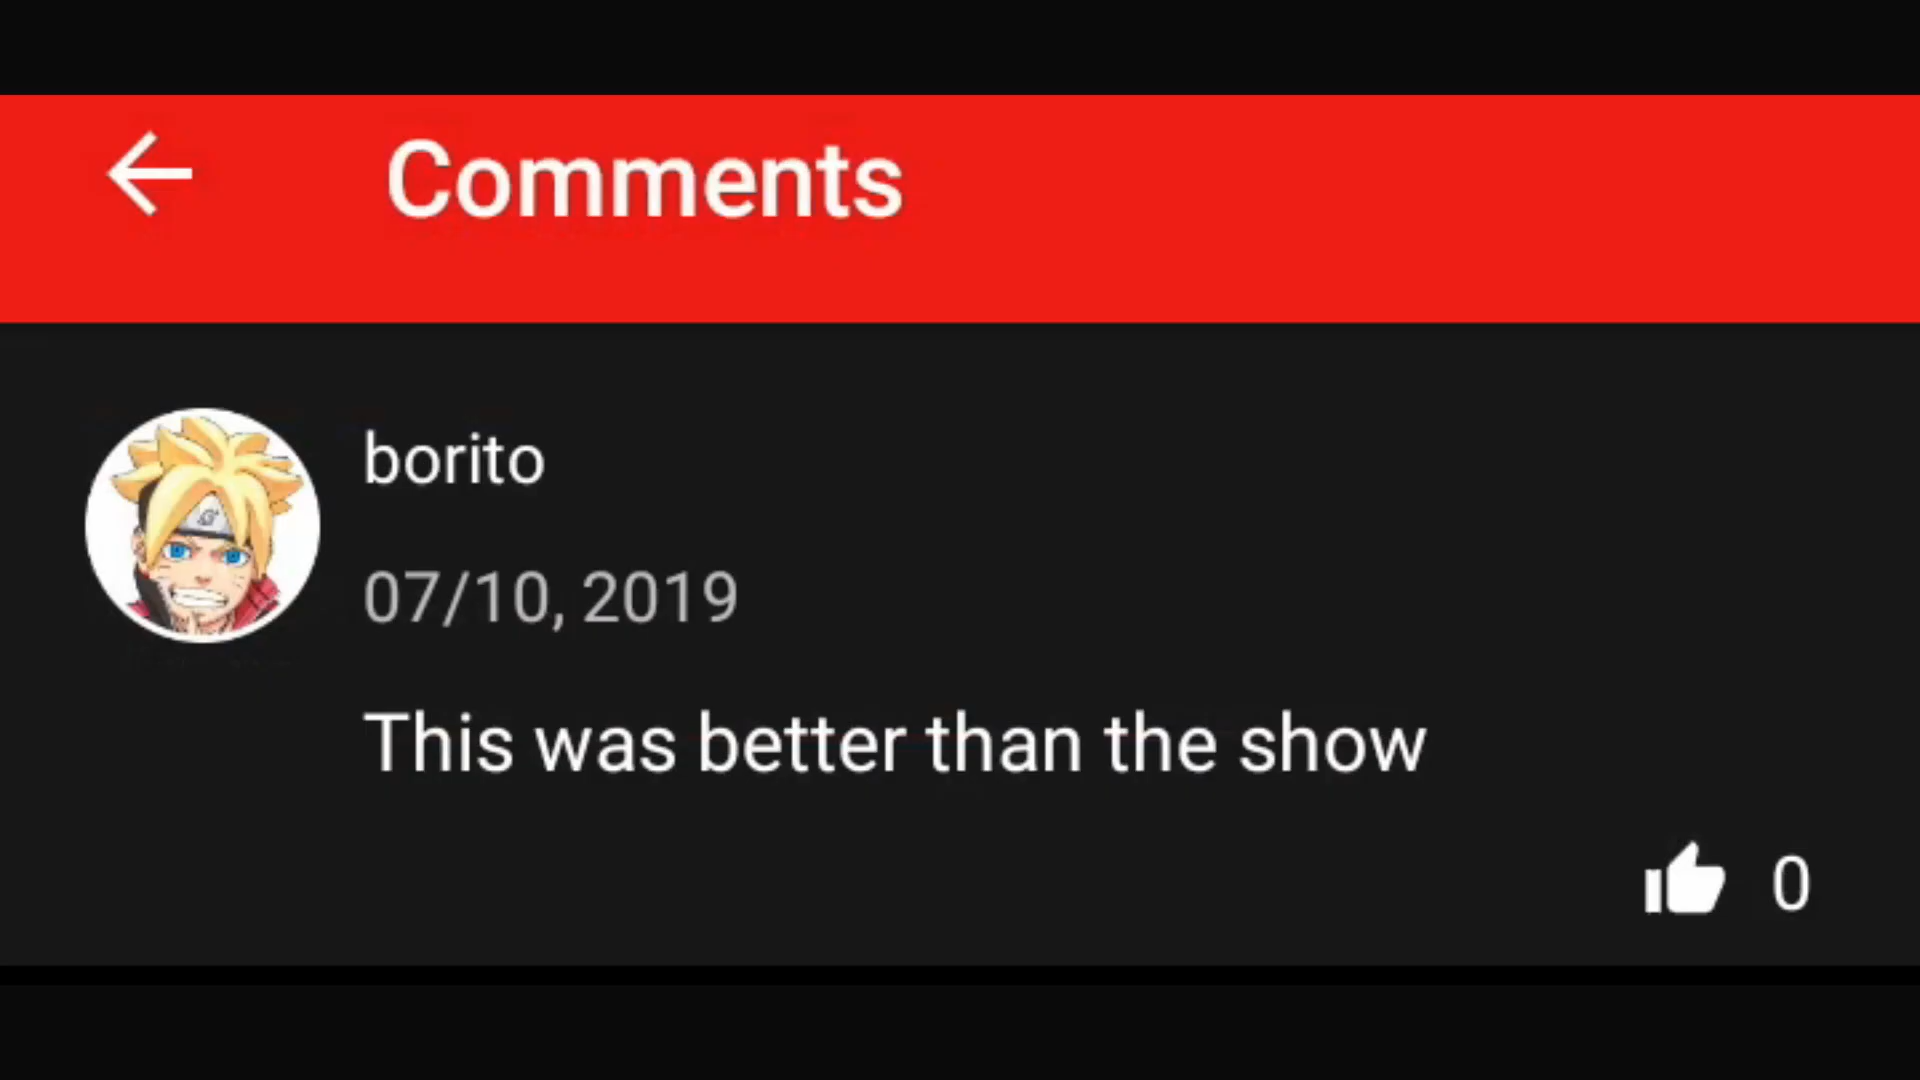 Comments
borito
07/10, 2019
This was better than the show
0